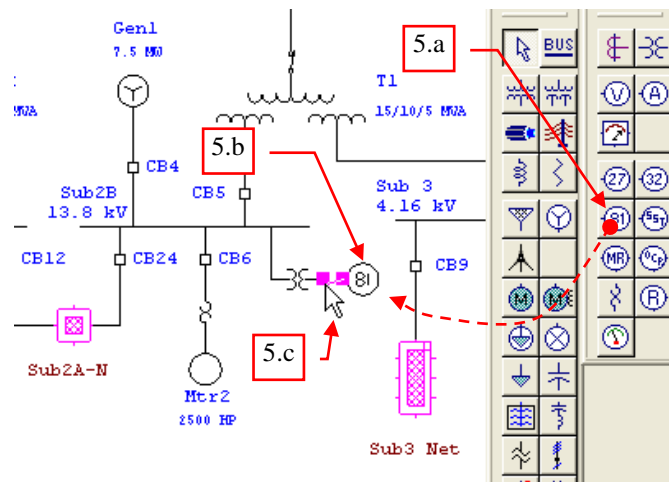 Gen1
7.5 MW
5.a
BUS
T1
15/10/5 MVA
MVA
V
A
5.b
CB4
27
32
Sub2B
13.8 kV
CB5
Sub 3
4.16 kV
81
SST
CB12
CB24
CB6
81
CB9
MR
OCR
M
M
R
5.c
Sub2A-N
Mtr2
2500 HP
Sub3 Net